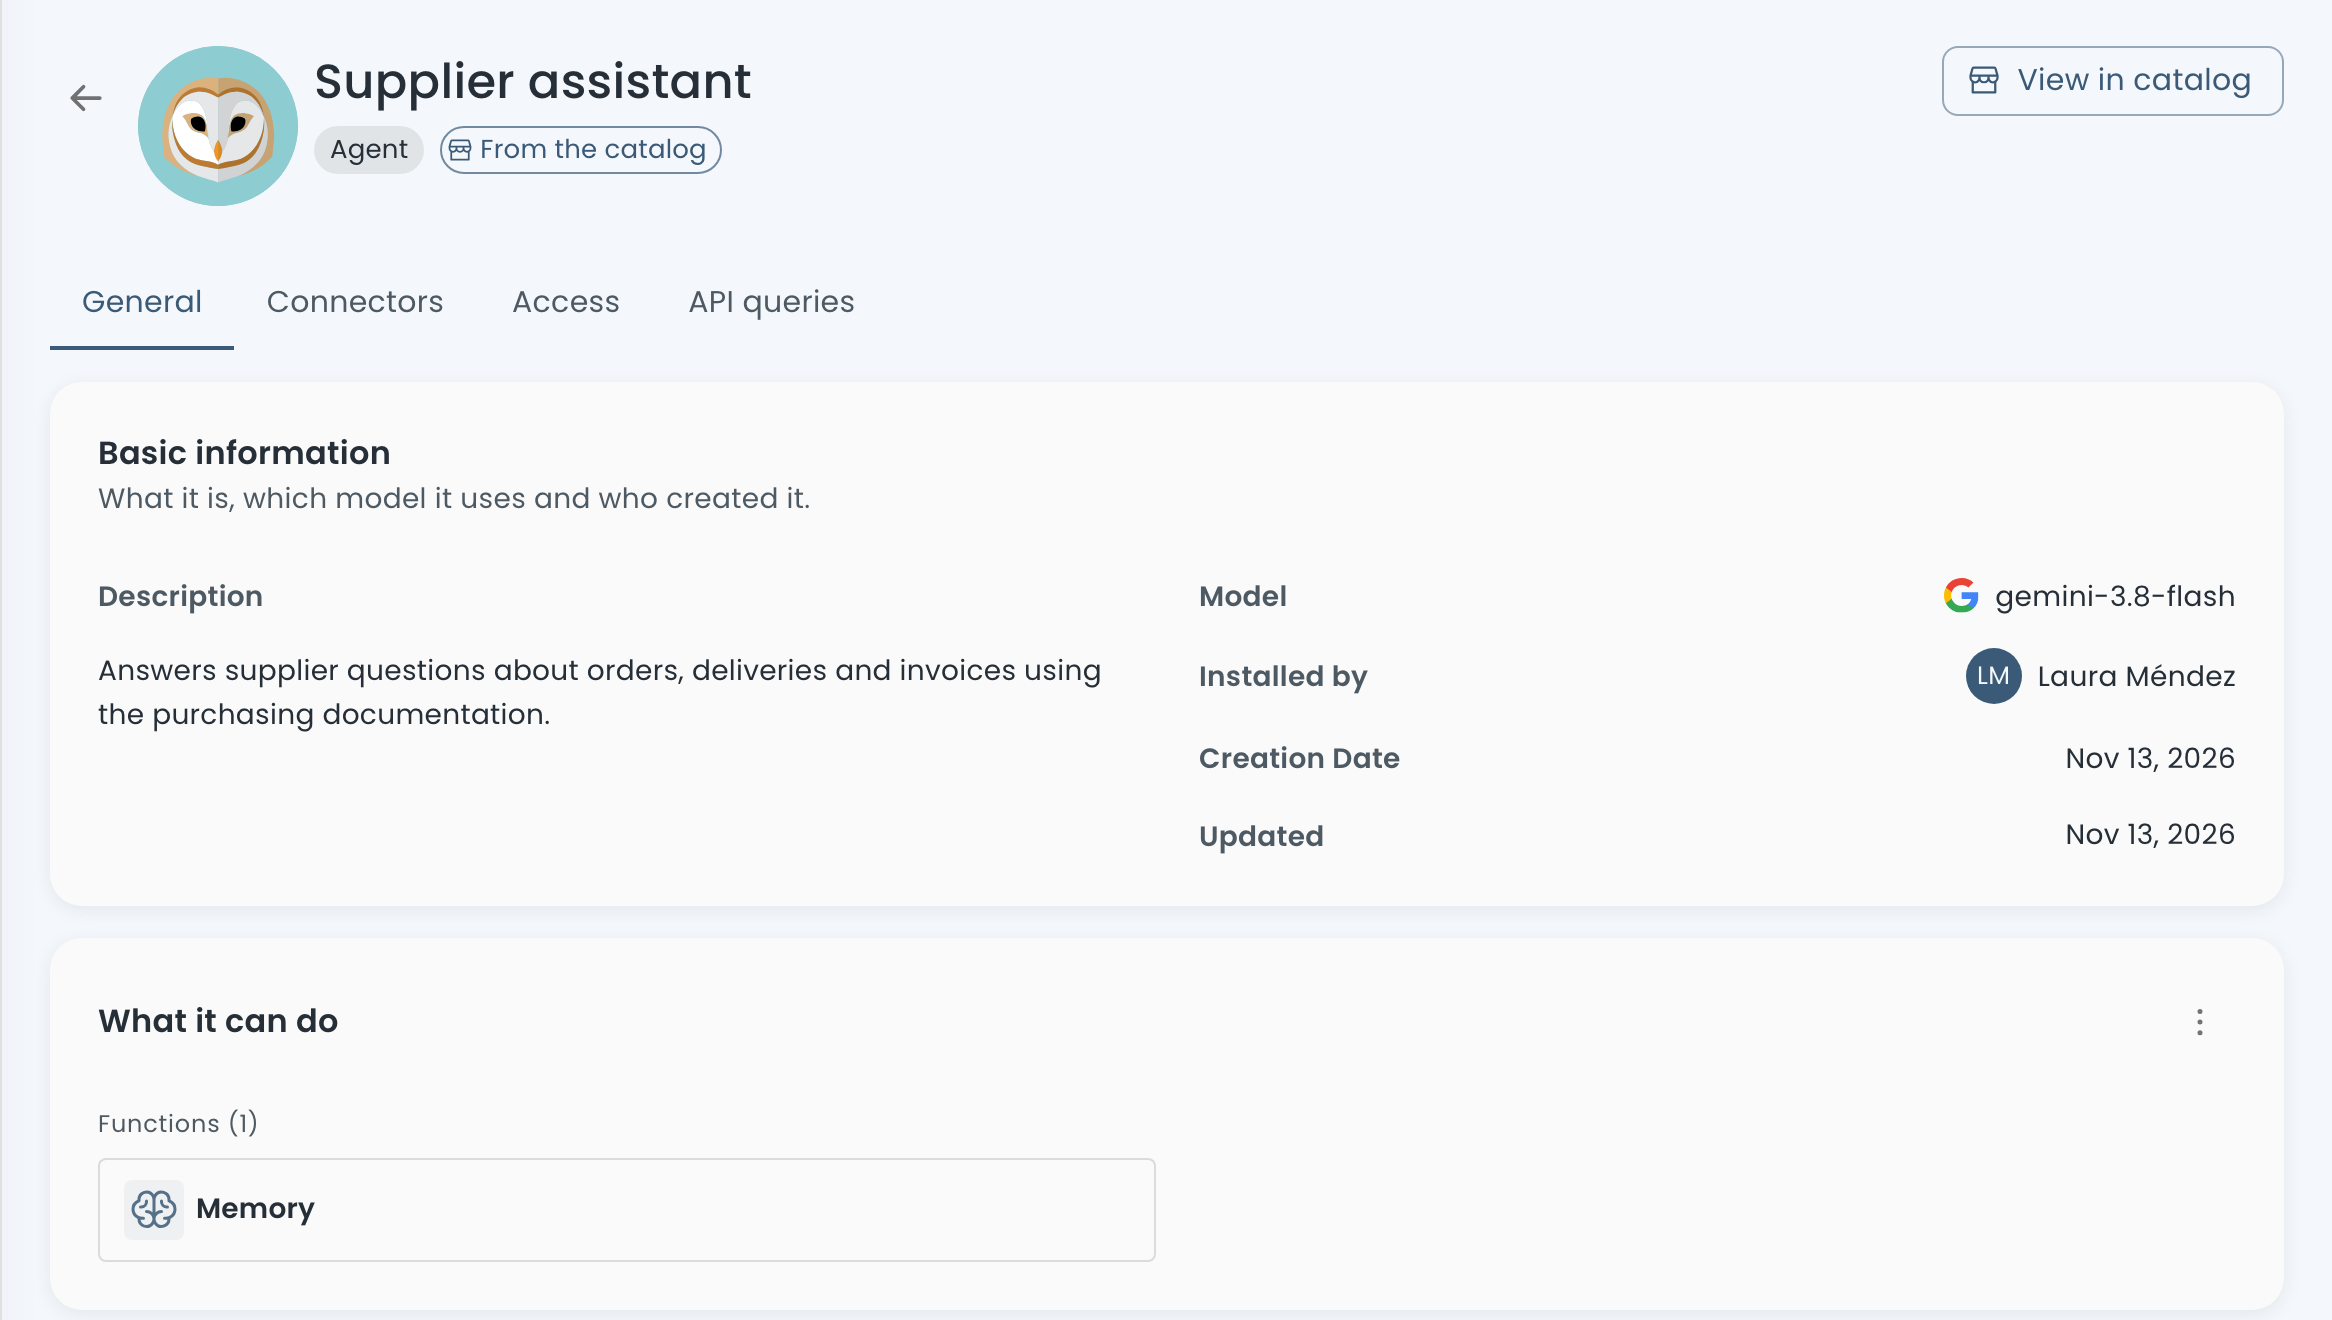 Supplier assistant
View in catalog
Agent
From the catalog
General
Connectors
Access
API queries
Basic information
What it is, which model it uses and who created it.
Description
Answers supplier questions about orders, deliveries and invoices using
the purchasing documentation.
Model
gemini-3.8-flash
Installed by
LM
Laura Méndez
Creation Date
Nov 13, 2026
Updated
Nov 13, 2026
What it can do
Functions (1)
Memory